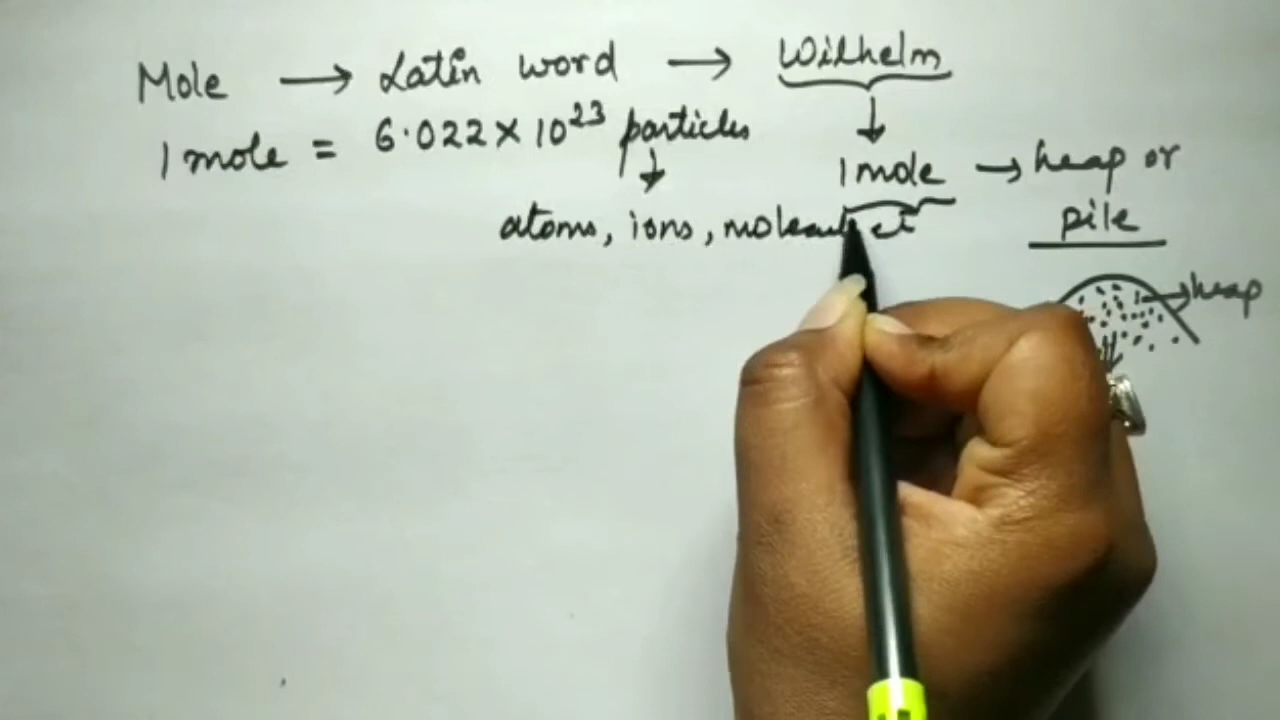 Mole → Latin word → Wilhelm
1 mole = 6.022 × 10²³ particles
↓ ↓
1 mole → heap or
pile
atoms, ions,
→ heap